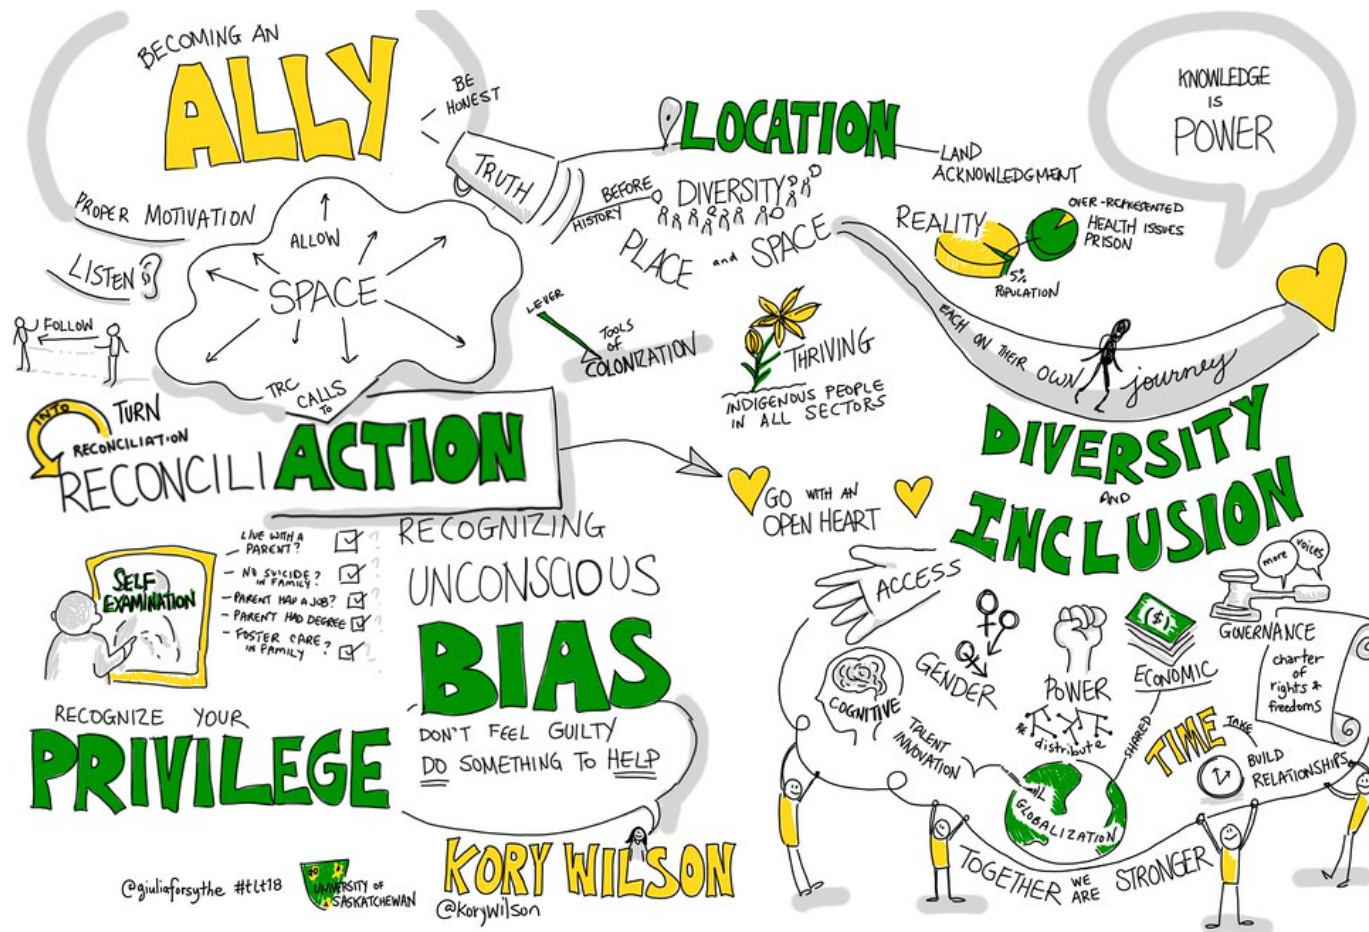 BECOMING AN
ALLY
BE
HONEST
TRUTH
PROPER MOTIVATION
LISTEN
FOLLOW
ALLOW
SPACE
TRC
CALLS
TO
INTO
TURN
RECONCILIATION
RECONCILIACTION
LOCATION
LAND
ACKNOWLEDGMENT
BEFORE
HISTORY
DIVERSITY
PLACE and SPACE
LEVER
TOOLS
OF
COLONIZATION
THRIVING
INDIGENOUS PEOPLE
IN ALL SECTORS
REALITY
5%
POPULATION
OVER-REPRESENTED
HEALTH ISSUES
PRISON
KNOWLEDGE
IS
POWER
EACH ON THEIR OWN journey
GO WITH AN
OPEN HEART
SELF
EXAMINATION
- LIVE WITH A
PARENT?
- NO SUICIDE?
IN FAMILY?
- PARENT HAD A JOB?
- PARENT HAD DEGREE
- FOSTER CARE?
IN FAMILY
RECOGNIZE YOUR
PRIVILEGE
RECOGNIZING
UNCONSCIOUS
BIAS
DON'T FEEL GUILTY
DO SOMETHING TO HELP
KORY WILSON
@korywilson
@giuliaforsythe #tlt18
UNIVERSITY OF
SASKATCHEWAN
DIVERSITY
AND
INCLUSION
ACCESS
COGNITIVE
GENDER
POWER
distribute
ECONOMIC
($)
SHARED
more
voices
GOVERNANCE
charter
of
rights &
freedoms
TALENT
INNOVATION
GLOBALIZATION
TIME
TAKE
BUILD
RELATIONSHIPS
TOGETHER WE
ARE STRONGER